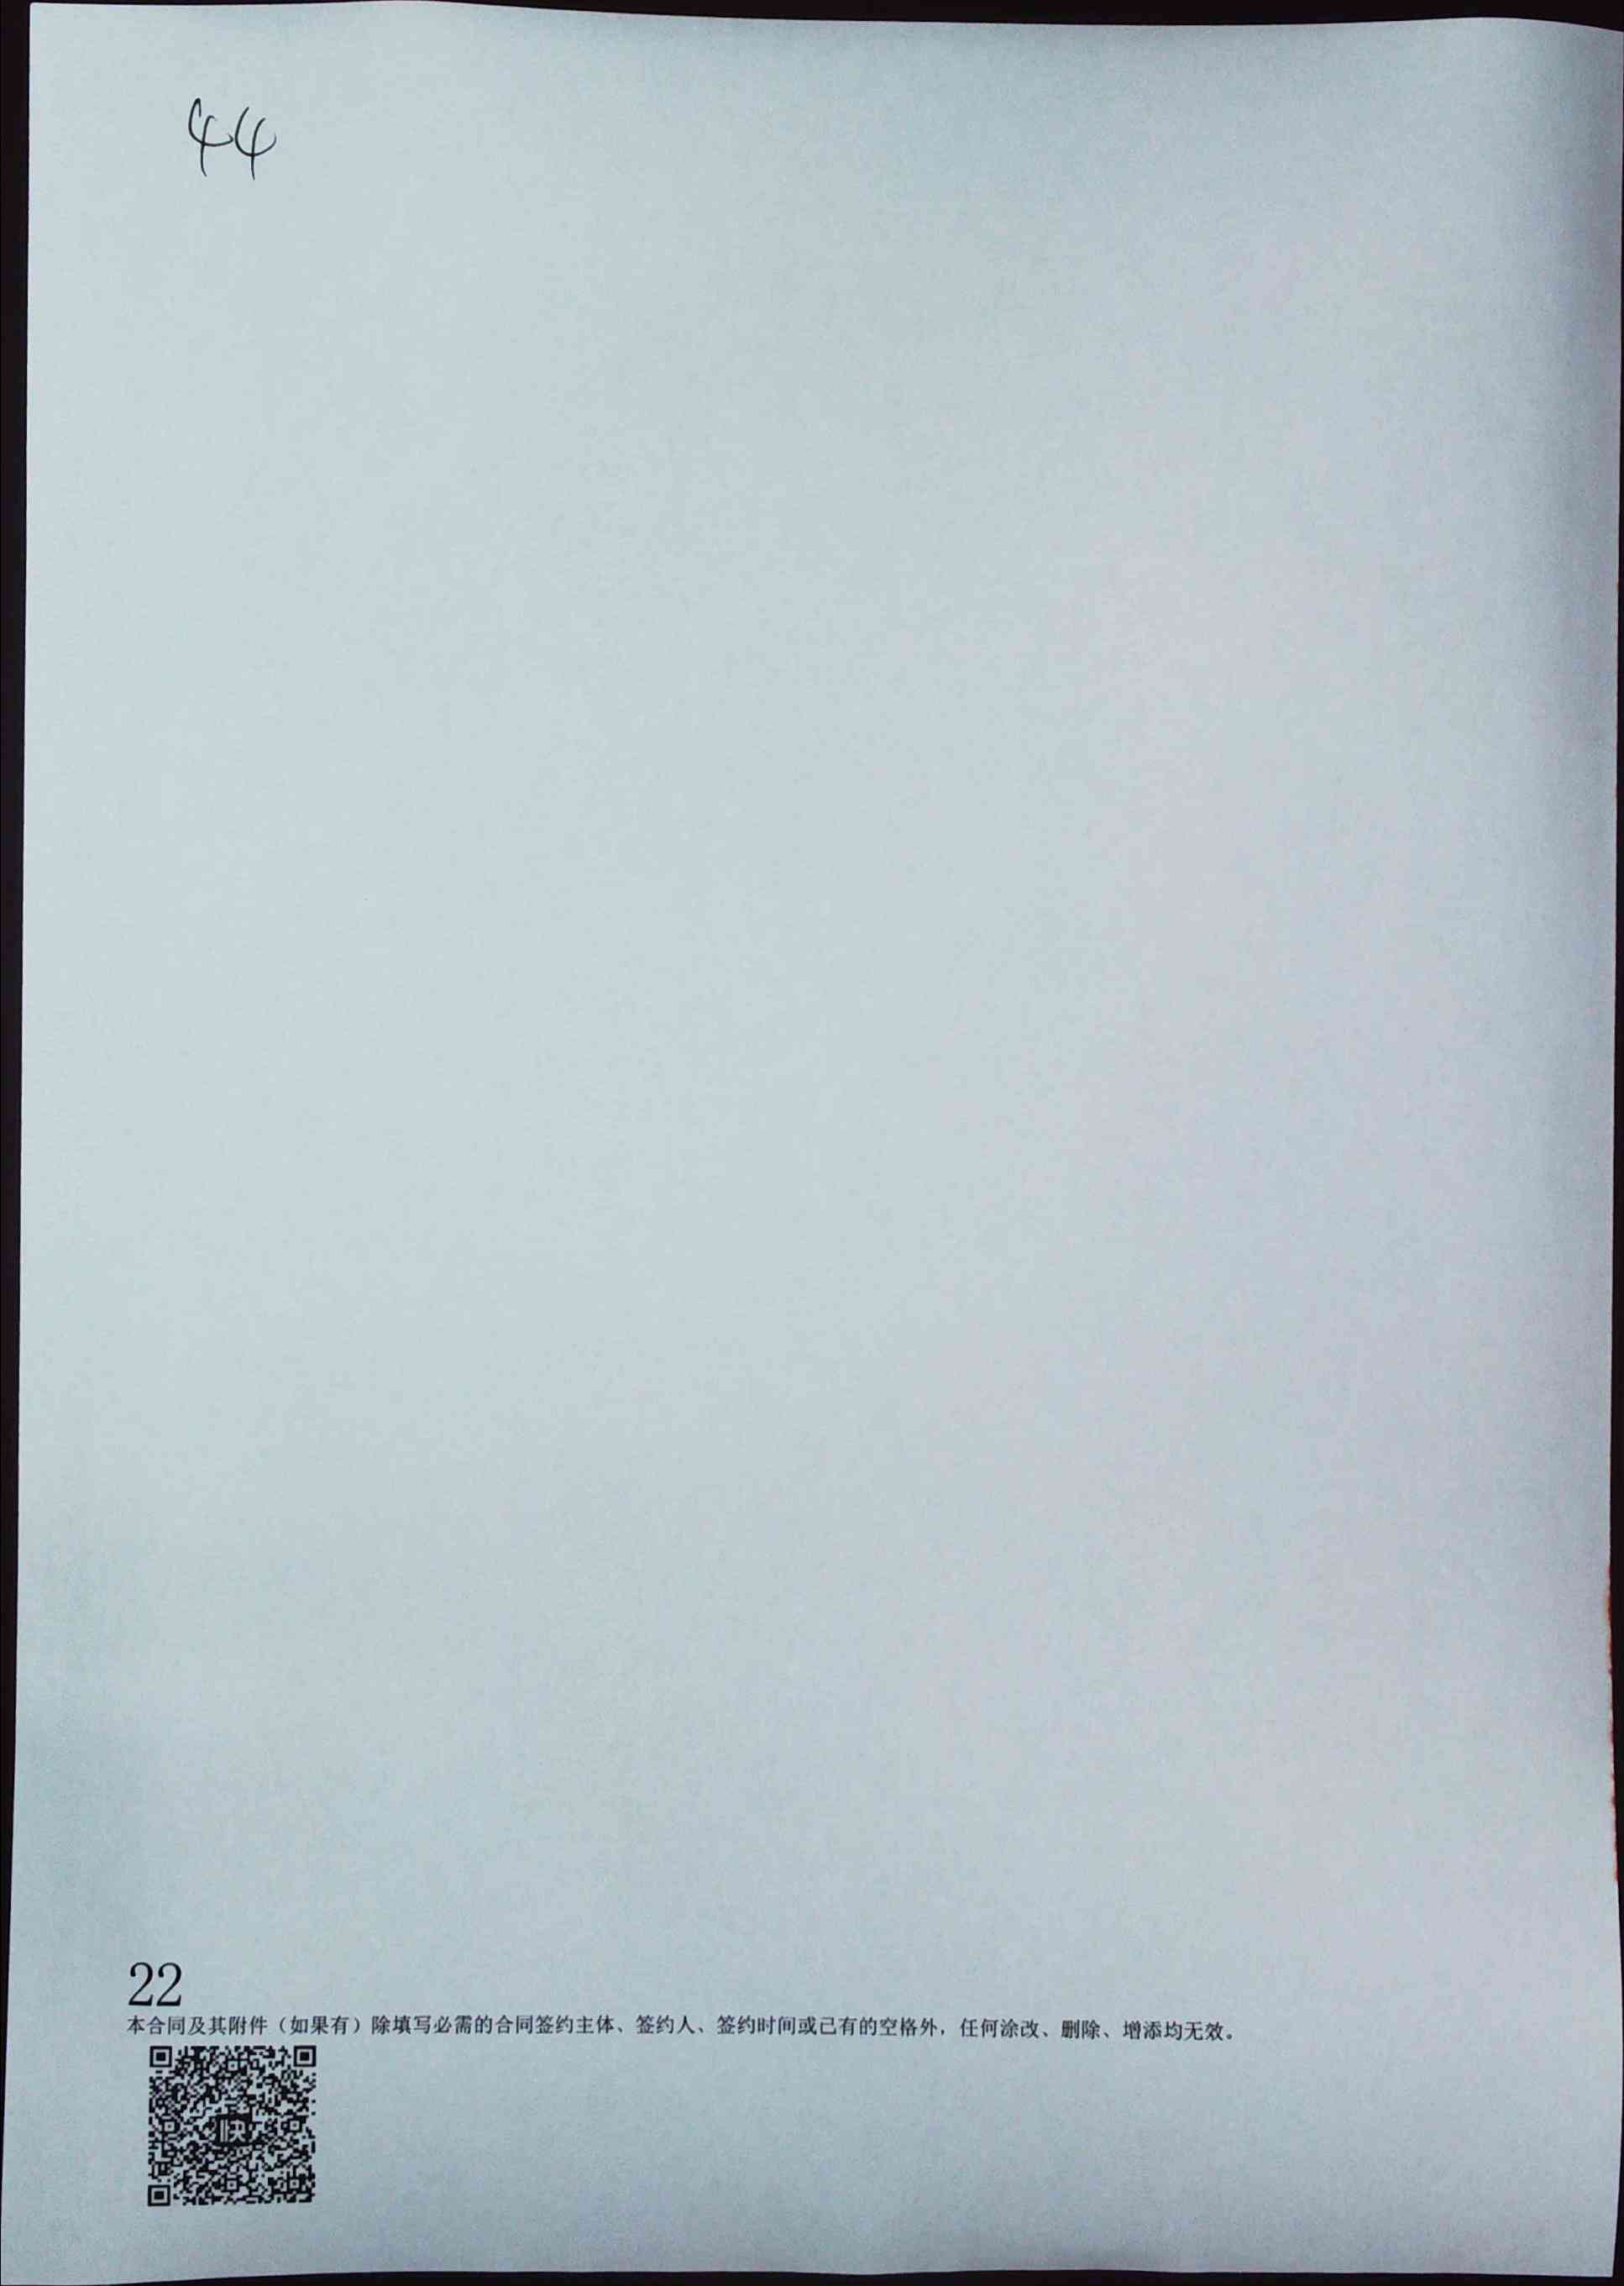 44
22
本合同及其附件（如果有）除填写必需的合同签约主体、签约人、签约时间或已有的空格外，任何涂改、删除、增添均无效。
快